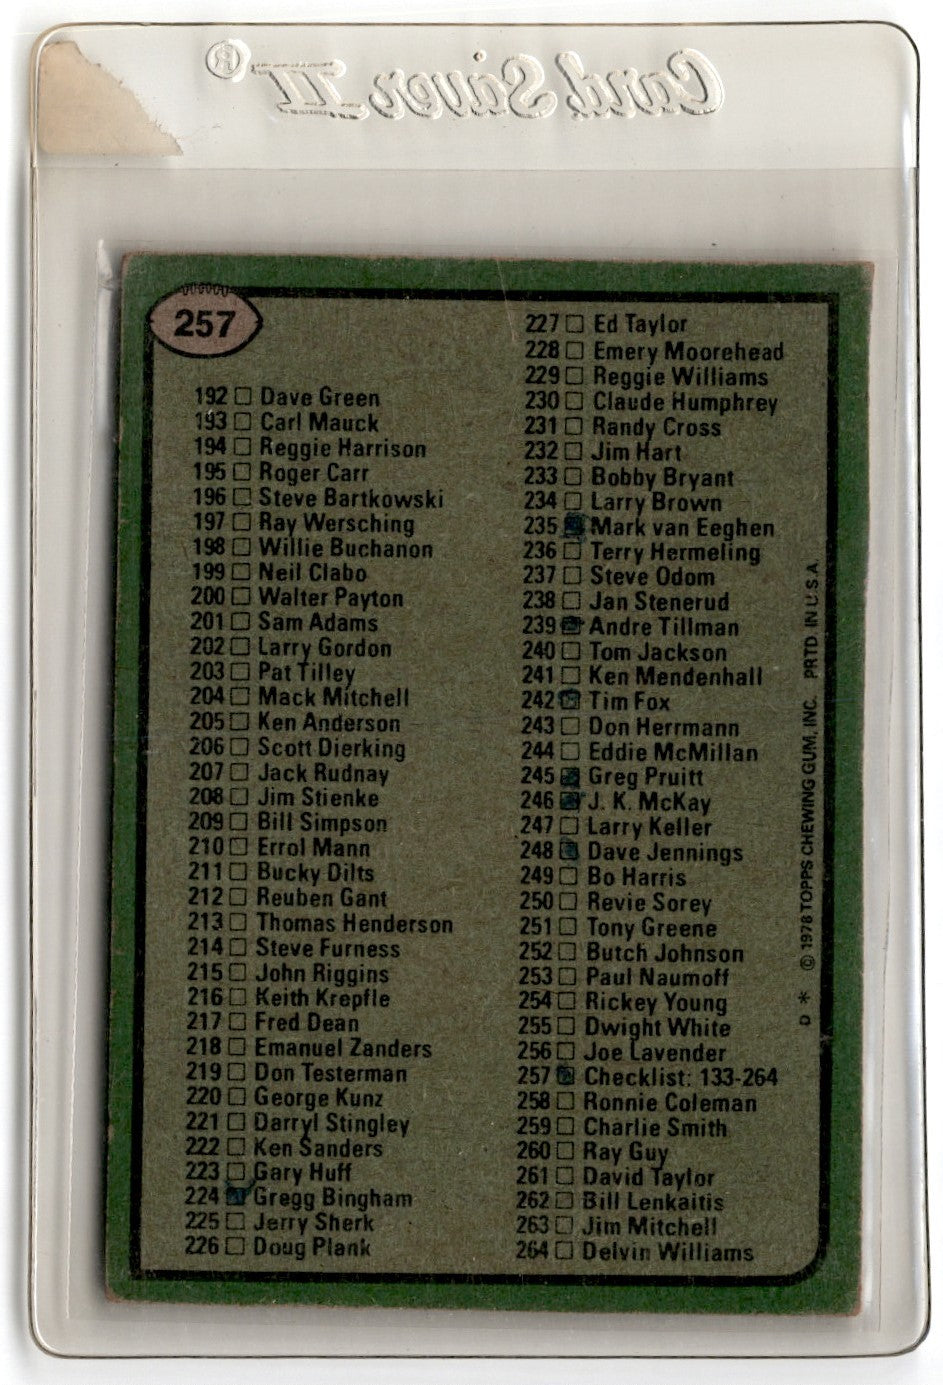 Card Saver II®
257
192 Dave Green
193 Carl Mauck
194 Reggie Harrison
195 Roger Carr
196 Steve Bartkowski
197 Ray Wersching
198 Willie Buchanon
199 Neil Clabo
200 Walter Payton
201 Sam Adams
202 Larry Gordon
203 Pat Tilley
204 Mack Mitchell
205 Ken Anderson
206 Scott Dierking
207 Jack Rudnay
208 Jim Stienke
209 Bill Simpson
210 Errol Mann
211 Bucky Dilts
212 Reuben Gant
213 Thomas Henderson
214 Steve Furness
215 John Riggins
216 Keith Krepfle
217 Fred Dean
218 Emanuel Zanders
219 Don Testerman
220 George Kunz
221 Darryl Stingley
222 Ken Sanders
223 Gary Huff
224 Gregg Bingham
225 Jerry Sherk
226 Doug Plank
227 Ed Taylor
228 Emery Moorehead
229 Reggie Williams
230 Claude Humphrey
231 Randy Cross
232 Jim Hart
233 Bobby Bryant
234 Larry Brown
235 Mark van Eeghen
236 Terry Hermeling
237 Steve Odom
238 Jan Stenerud
239 Andre Tillman
240 Tom Jackson
241 Ken Mendenhall
242 Tim Fox
243 Don Herrmann
244 Eddie McMillan
245 Greg Pruitt
246 J. K. McKay
247 Larry Keller
248 Dave Jennings
249 Bo Harris
250 Revie Sorey
251 Tony Greene
252 Butch Johnson
253 Paul Naumoff
254 Rickey Young
255 Dwight White
256 Joe Lavender
257 Checklist: 133-264
258 Ronnie Coleman
259 Charlie Smith
260 Ray Guy
261 David Taylor
262 Bill Lenkaitis
263 Jim Mitchell
264 Delvin Williams
D* © 1978 TOPPS CHEWING GUM, INC. PRTD IN U.S.A.